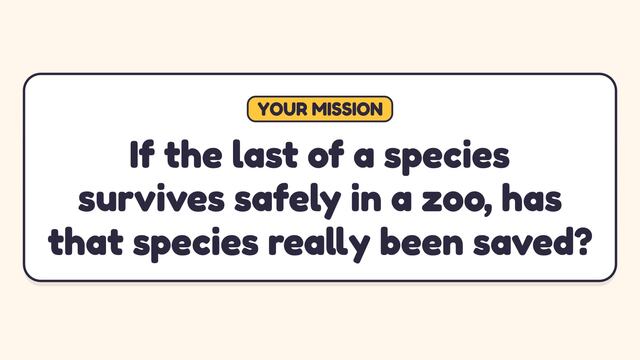 YOUR MISSION
If the last of a species
survives safely in a zoo, has
that species really been saved?